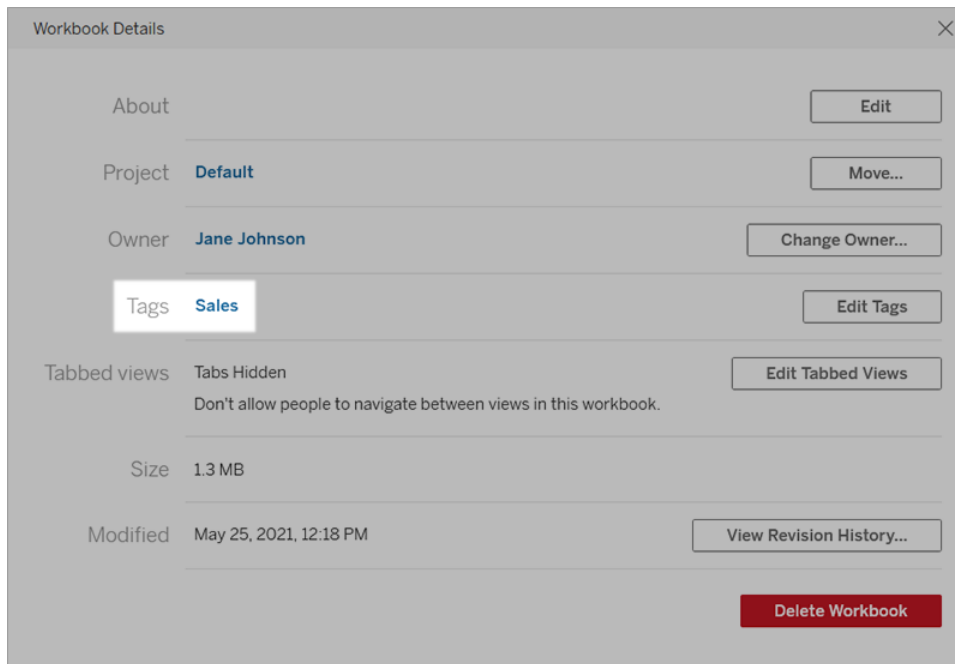 Workbook Details
About
Edit
Project Default Move...
Owner Jane Johnson Change Owner...
Tags Sales Edit Tags
Tabbed views Tabs Hidden Edit Tabbed Views
Don't allow people to navigate between views in this workbook.
Size 1.3 MB
Modified May 25, 2021, 12:18 PM View Revision History...
Delete Workbook